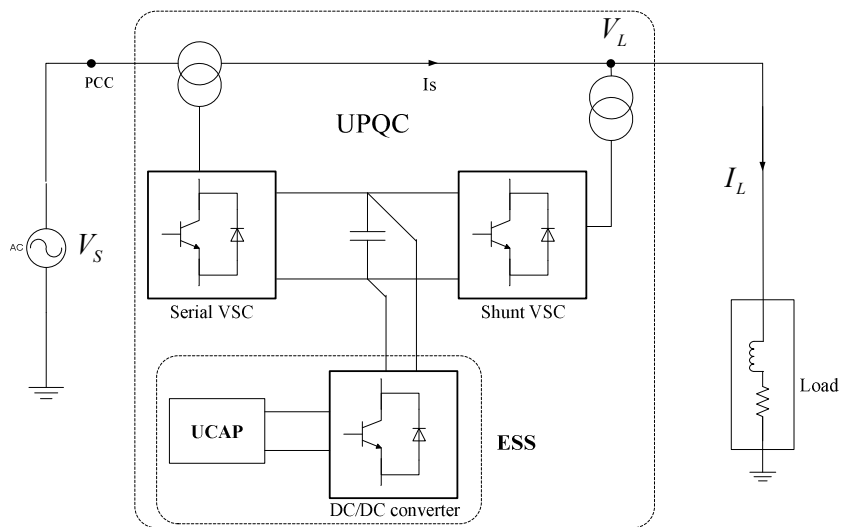 V_L
PCC
Is
UPQC
I_L
AC
V_S
Serial VSC
Shunt VSC
Load
UCAP
ESS
DC/DC converter